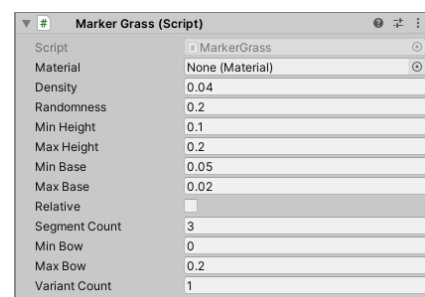 # Marker Grass (Script)
Script # MarkerGrass
Material None (Material)
Density 0.04
Randomness 0.2
Min Height 0.1
Max Height 0.2
Min Base 0.05
Max Base 0.02
Relative
Segment Count 3
Min Bow 0
Max Bow 0.2
Variant Count 1